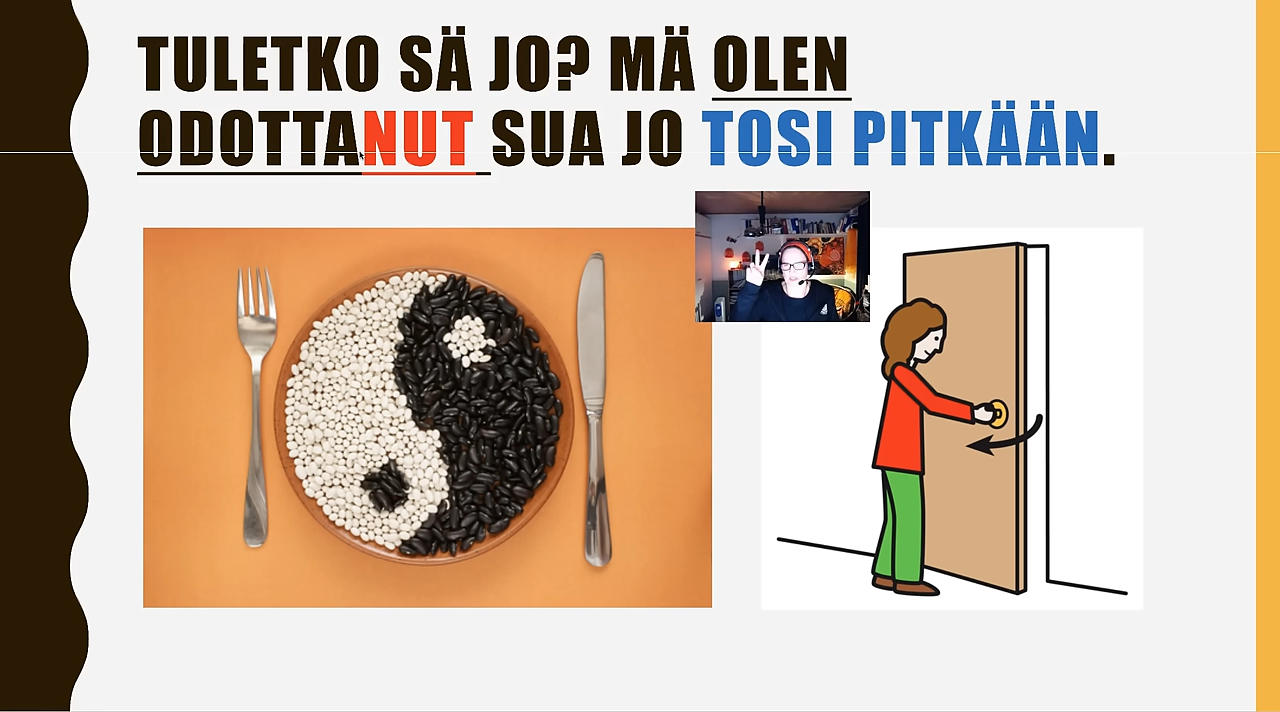 TULETKO SÄ JO? MÄ OLEN
ODOTTANUT SUA JO TOSI PITKÄÄN.